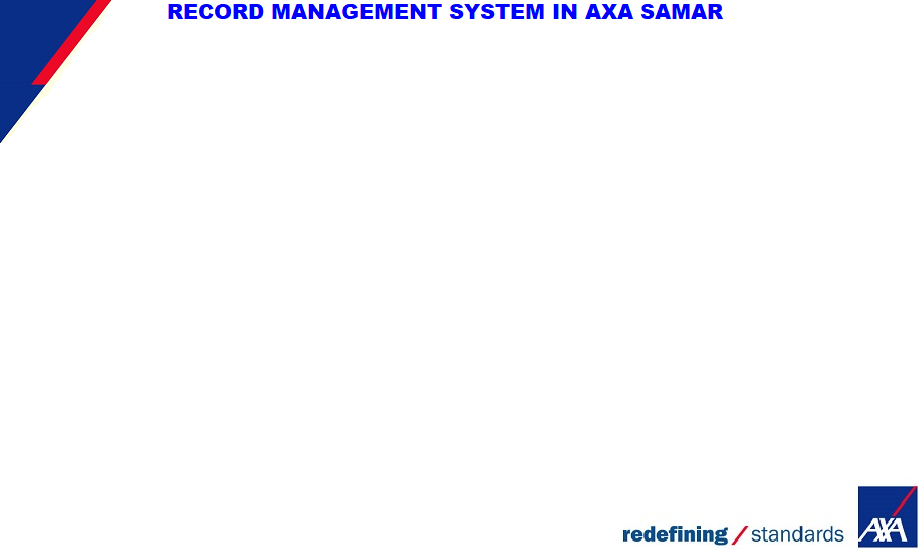 RECORD MANAGEMENT SYSTEM IN AXA SAMAR
redefining / standards
AXA